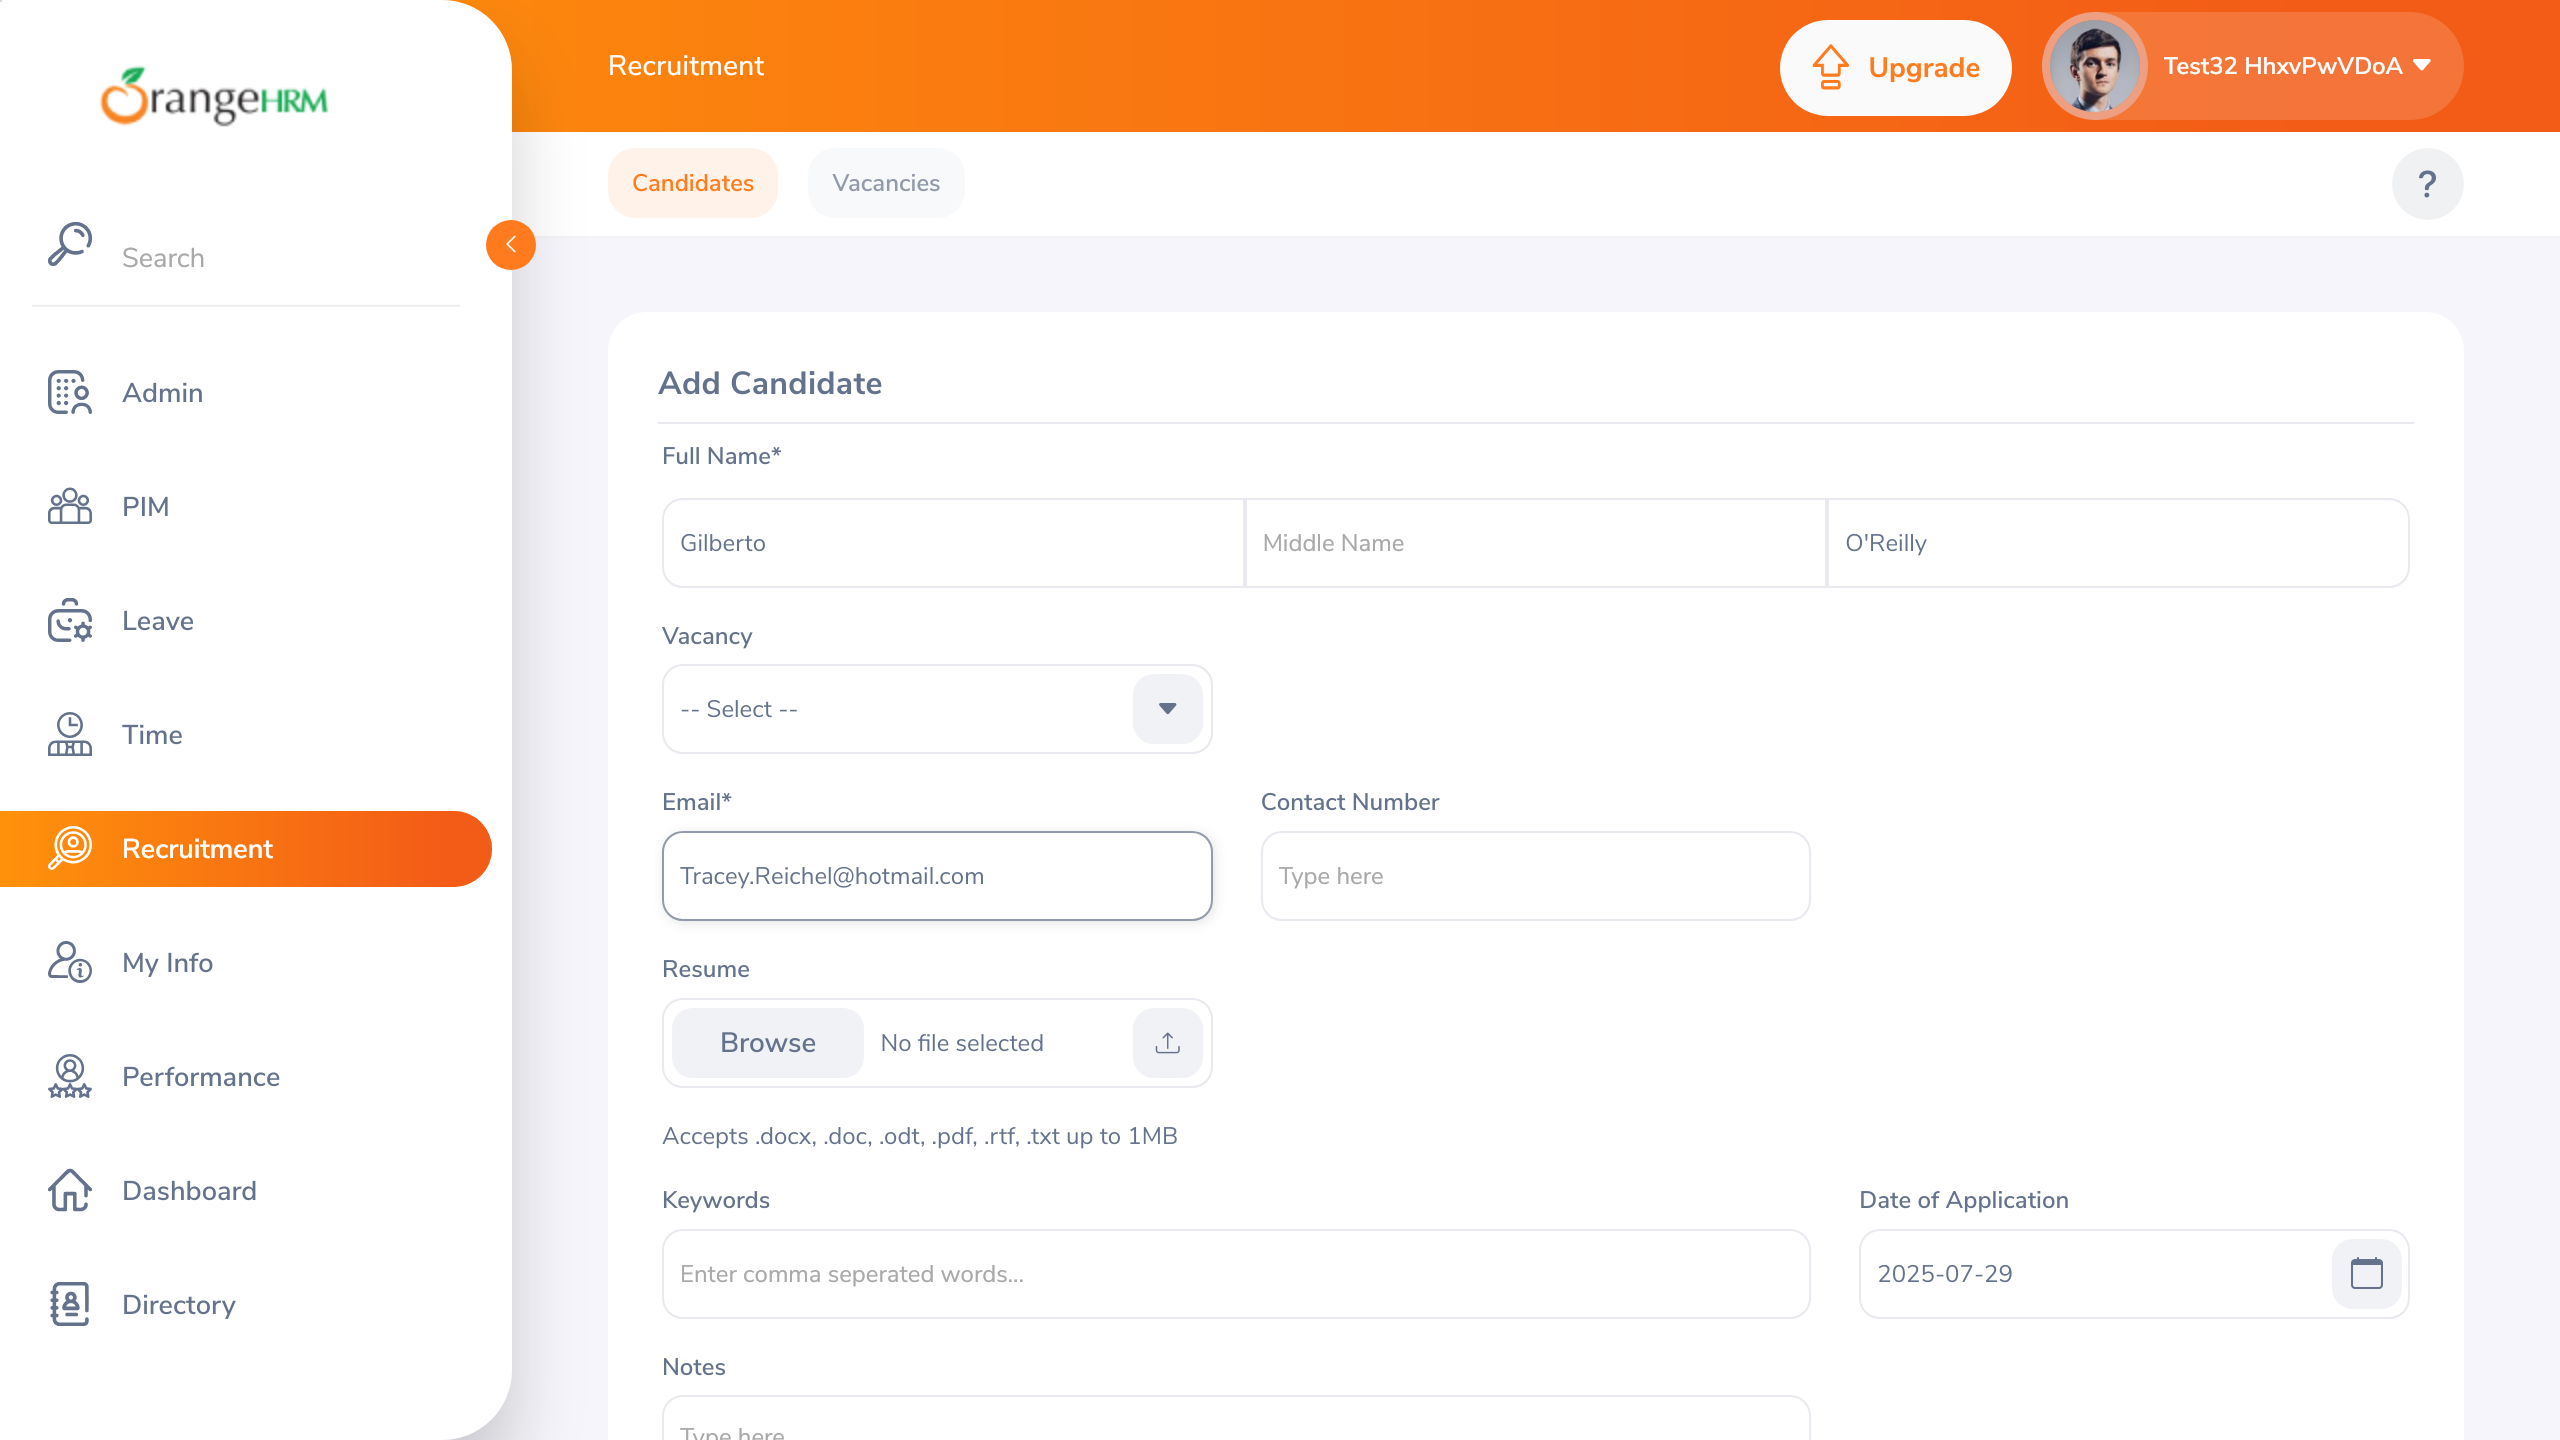 OrangeHRM
Search
Admin
PIM
Leave
Time
Recruitment
My Info
Performance
Dashboard
Directory
Recruitment
Upgrade
Test32 HhxvPwVDoA
Candidates
Vacancies
?
Add Candidate
Full Name*
Gilberto
Middle Name
O'Reilly
Vacancy
-- Select --
Email*
Contact Number
Tracey.Reichel@hotmail.com
Type here
Resume
Browse
No file selected
Accepts .docx, .doc, .odt, .pdf, .rtf, .txt up to 1MB
Keywords
Date of Application
Enter comma seperated words...
2025-07-29
Notes
Type here